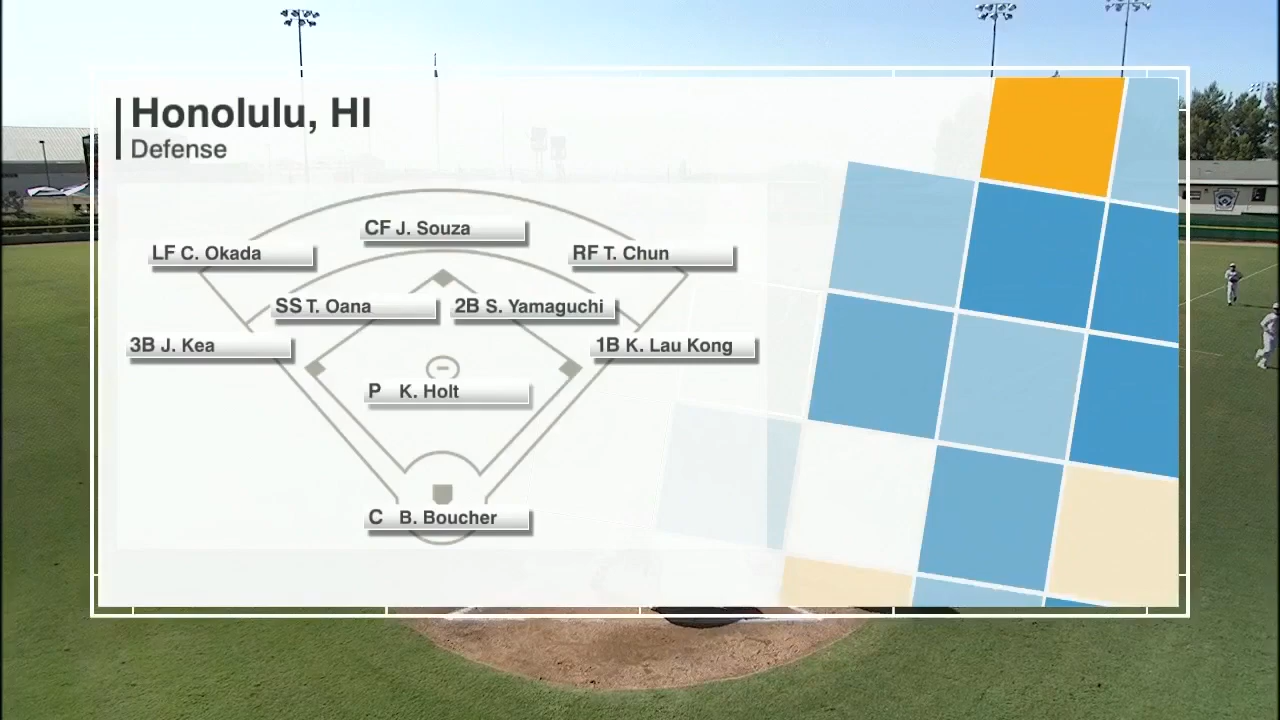 Honolulu, HI
Defense
CF J. Souza
LF C. Okada
RF T. Chun
SS T. Oana
2B S. Yamaguchi
3B J. Kea
1B K. Lau Kong
P K. Holt
C B. Boucher